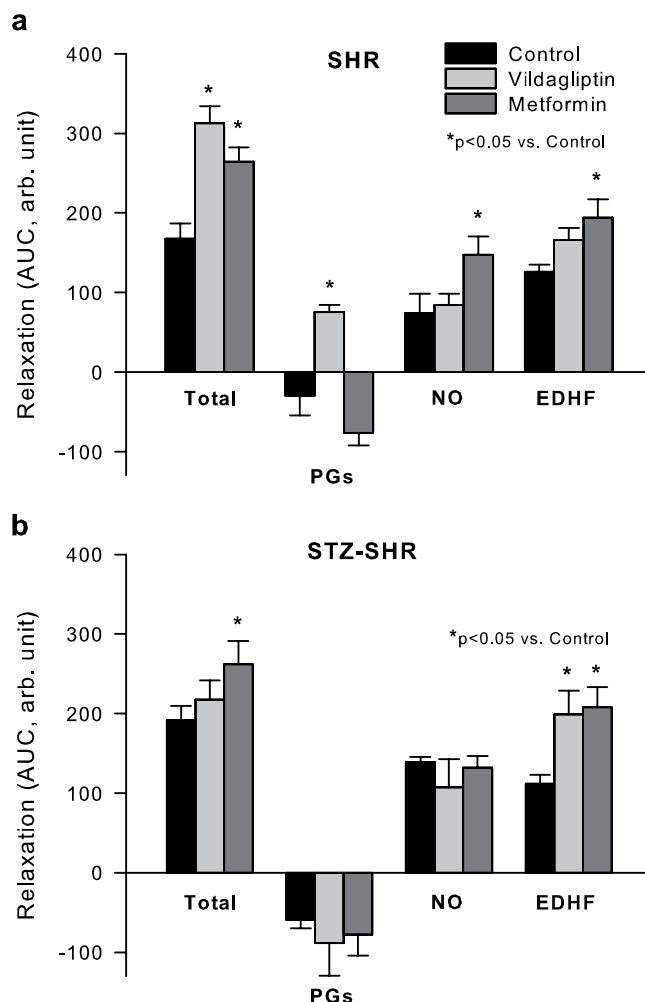 a
SHR
Control
Vildagliptin
Metformin
*p<0.05 vs. Control
Relaxation (AUC, arb. unit)
400
300
200
100
0
-100
* * * * *
Total
PGs
NO
EDHF
b
STZ-SHR
*p<0.05 vs. Control
Relaxation (AUC, arb. unit)
400
300
200
100
0
-100
* * *
Total
PGs
NO
EDHF